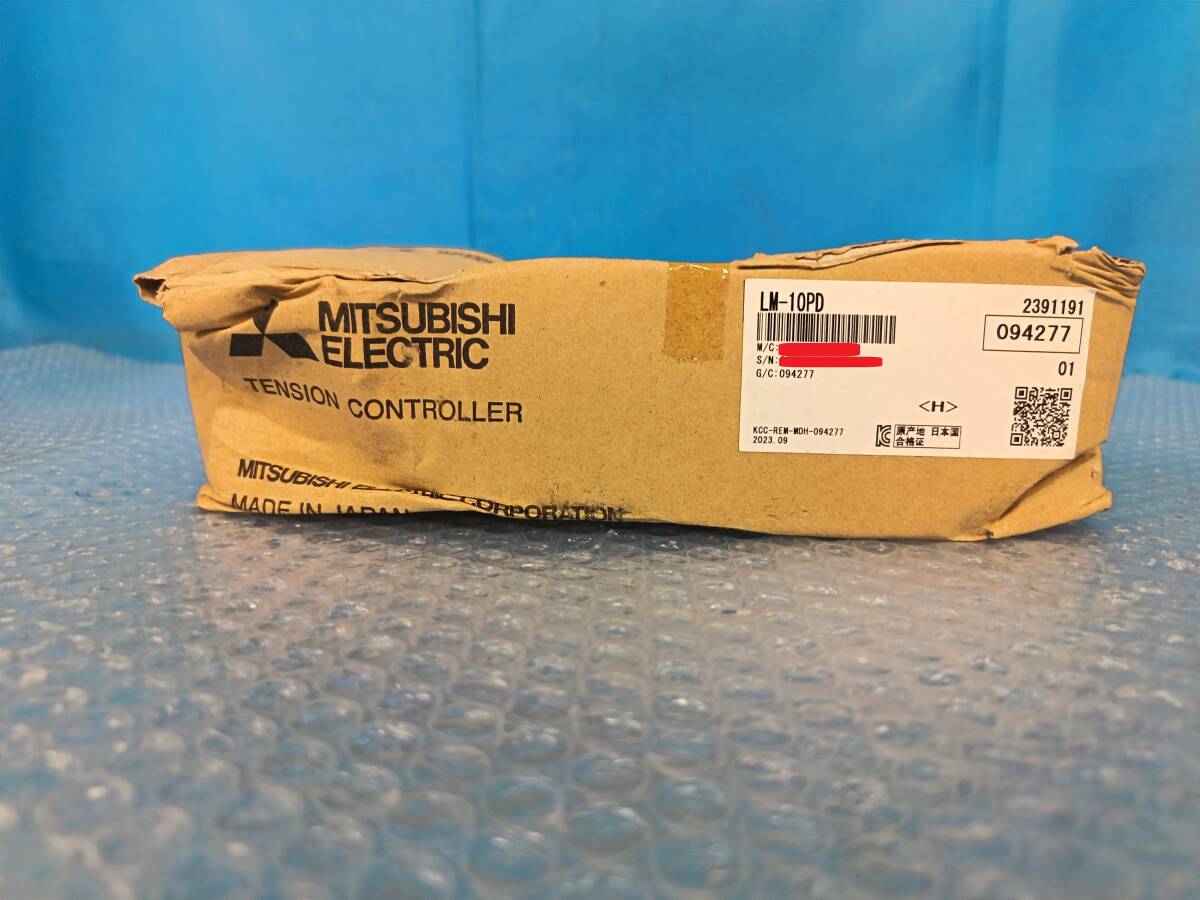 MITSUBISHI
ELECTRIC
TENSION CONTROLLER
MITSUBISHI ELECTRIC CORPORATION
MADE IN JAPAN
LM-10PD
2391191
094277
M/C:
S/N:
G/C:094277
01
<H>
KCC-REM-MDH-094277
2023.09
原产地 日本国
合格证